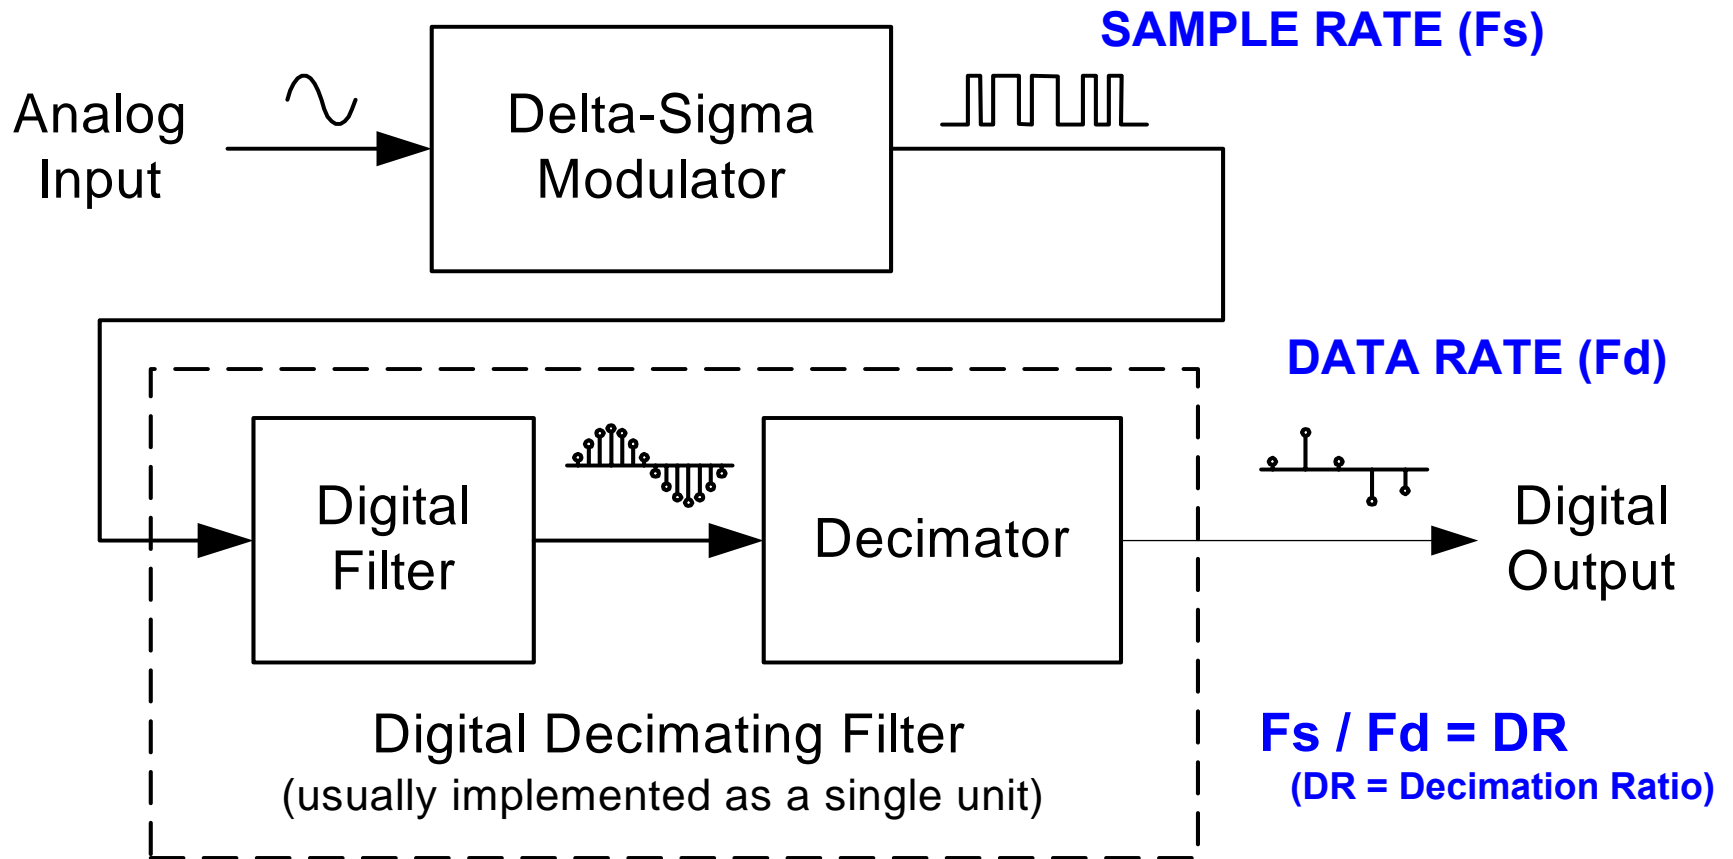 SAMPLE RATE (Fs)
Analog
Input
Delta-Sigma
Modulator
DATA RATE (Fd)
Digital
Filter
Decimator
Digital
Output
Digital Decimating Filter
(usually implemented as a single unit)
Fs / Fd = DR
(DR = Decimation Ratio)